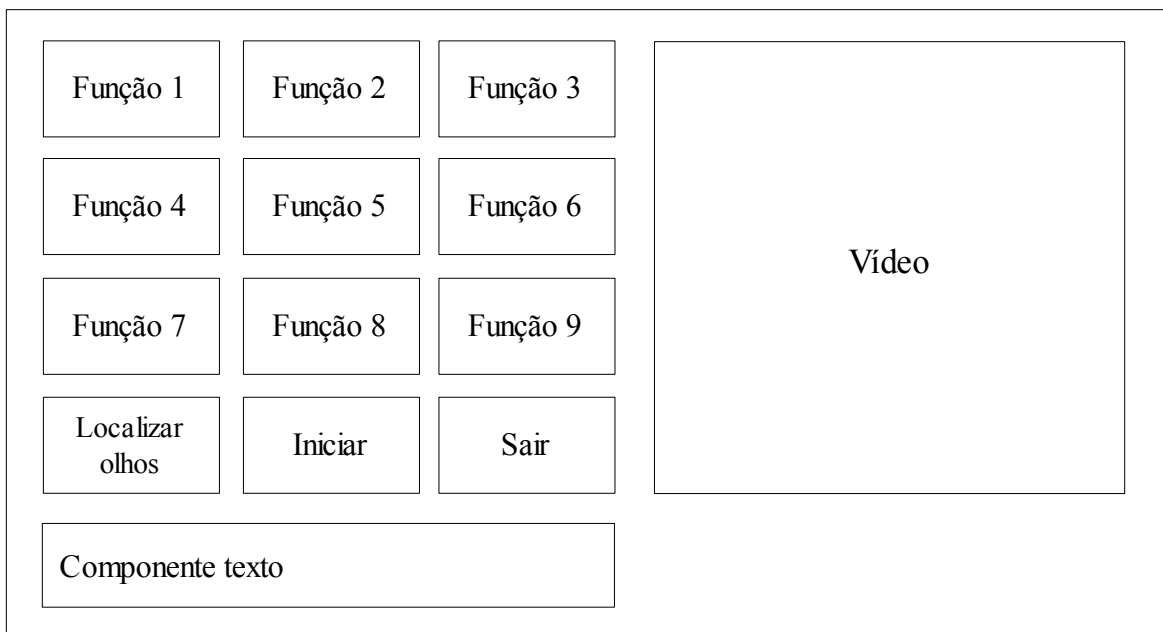 Função 1
Função 2
Função 3
Função 4
Função 5
Função 6
Vídeo
Função 7
Função 8
Função 9
Localizar
olhos
Iniciar
Sair
Componente texto